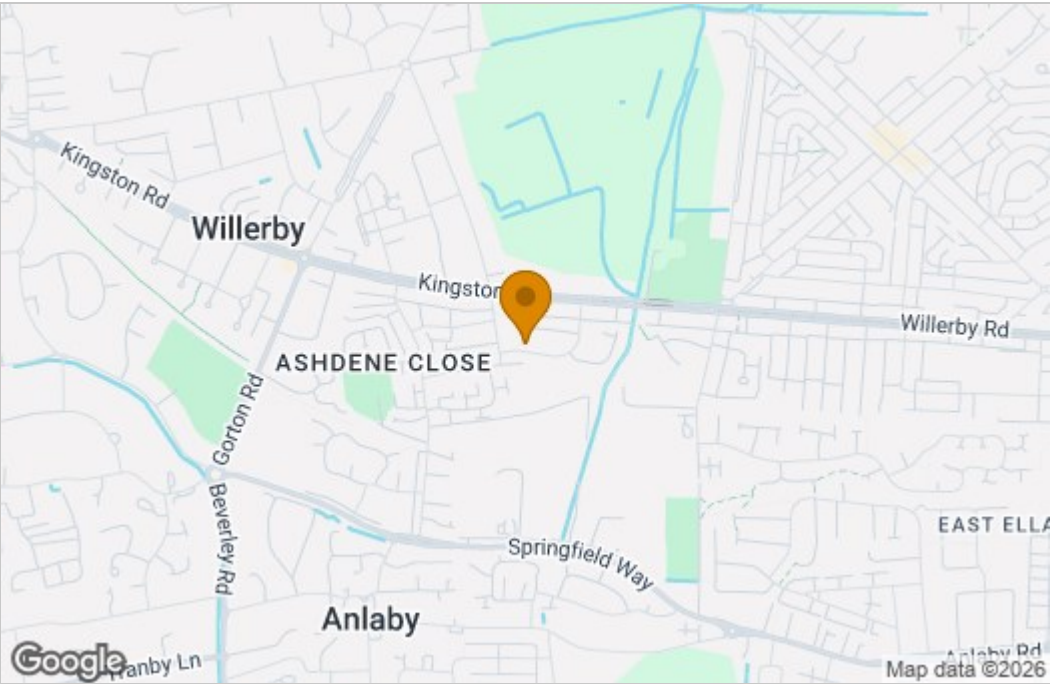 Kingston Rd
Willerby
Kingston
Willerby Rd
ASHDENE CLOSE
Gorton Rd
Beverley Rd
EAST ELLA
Springfield Way
Anlaby
Tranby Ln
Anlaby Rd
Google
Map data ©2026